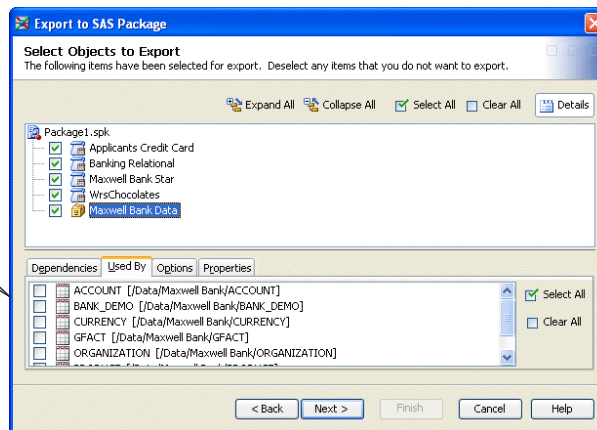 Export to SAS Package
Select Objects to Export
The following items have been selected for export. Deselect any items that you do not want to export.
Expand All Collapse All Select All Clear All Details
Package1.spk
Applicants Credit Card
Banking Relational
Maxwell Bank Star
WrsChocolates
Maxwell Bank Data
Dependencies Used By Options Properties
ACCOUNT [/Data/Maxwell Bank/ACCOUNT]
BANK_DEMO [/Data/Maxwell Bank/BANK_DEMO]
CURRENCY [/Data/Maxwell Bank/CURRENCY]
GFACT [/Data/Maxwell Bank/GFACT]
ORGANIZATION [/Data/Maxwell Bank/ORGANIZATION]
Select All
Clear All
< Back Next > Finish Cancel Help